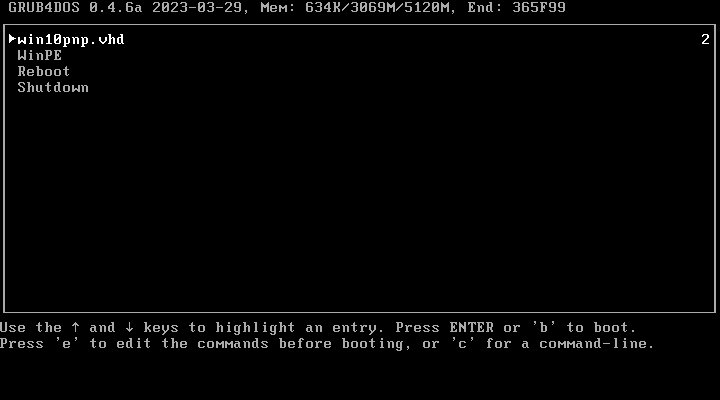 GRUB4DOS 0.4.6a 2023-03-29, Mem: 634K/3069M/5120M, End: 365F99
win10pnp.vhd 2
WinPE
Reboot
Shutdown
Use the ↑ and ↓ keys to highlight an entry. Press ENTER or 'b' to boot.
Press 'e' to edit the commands before booting, or 'c' for a command-line.